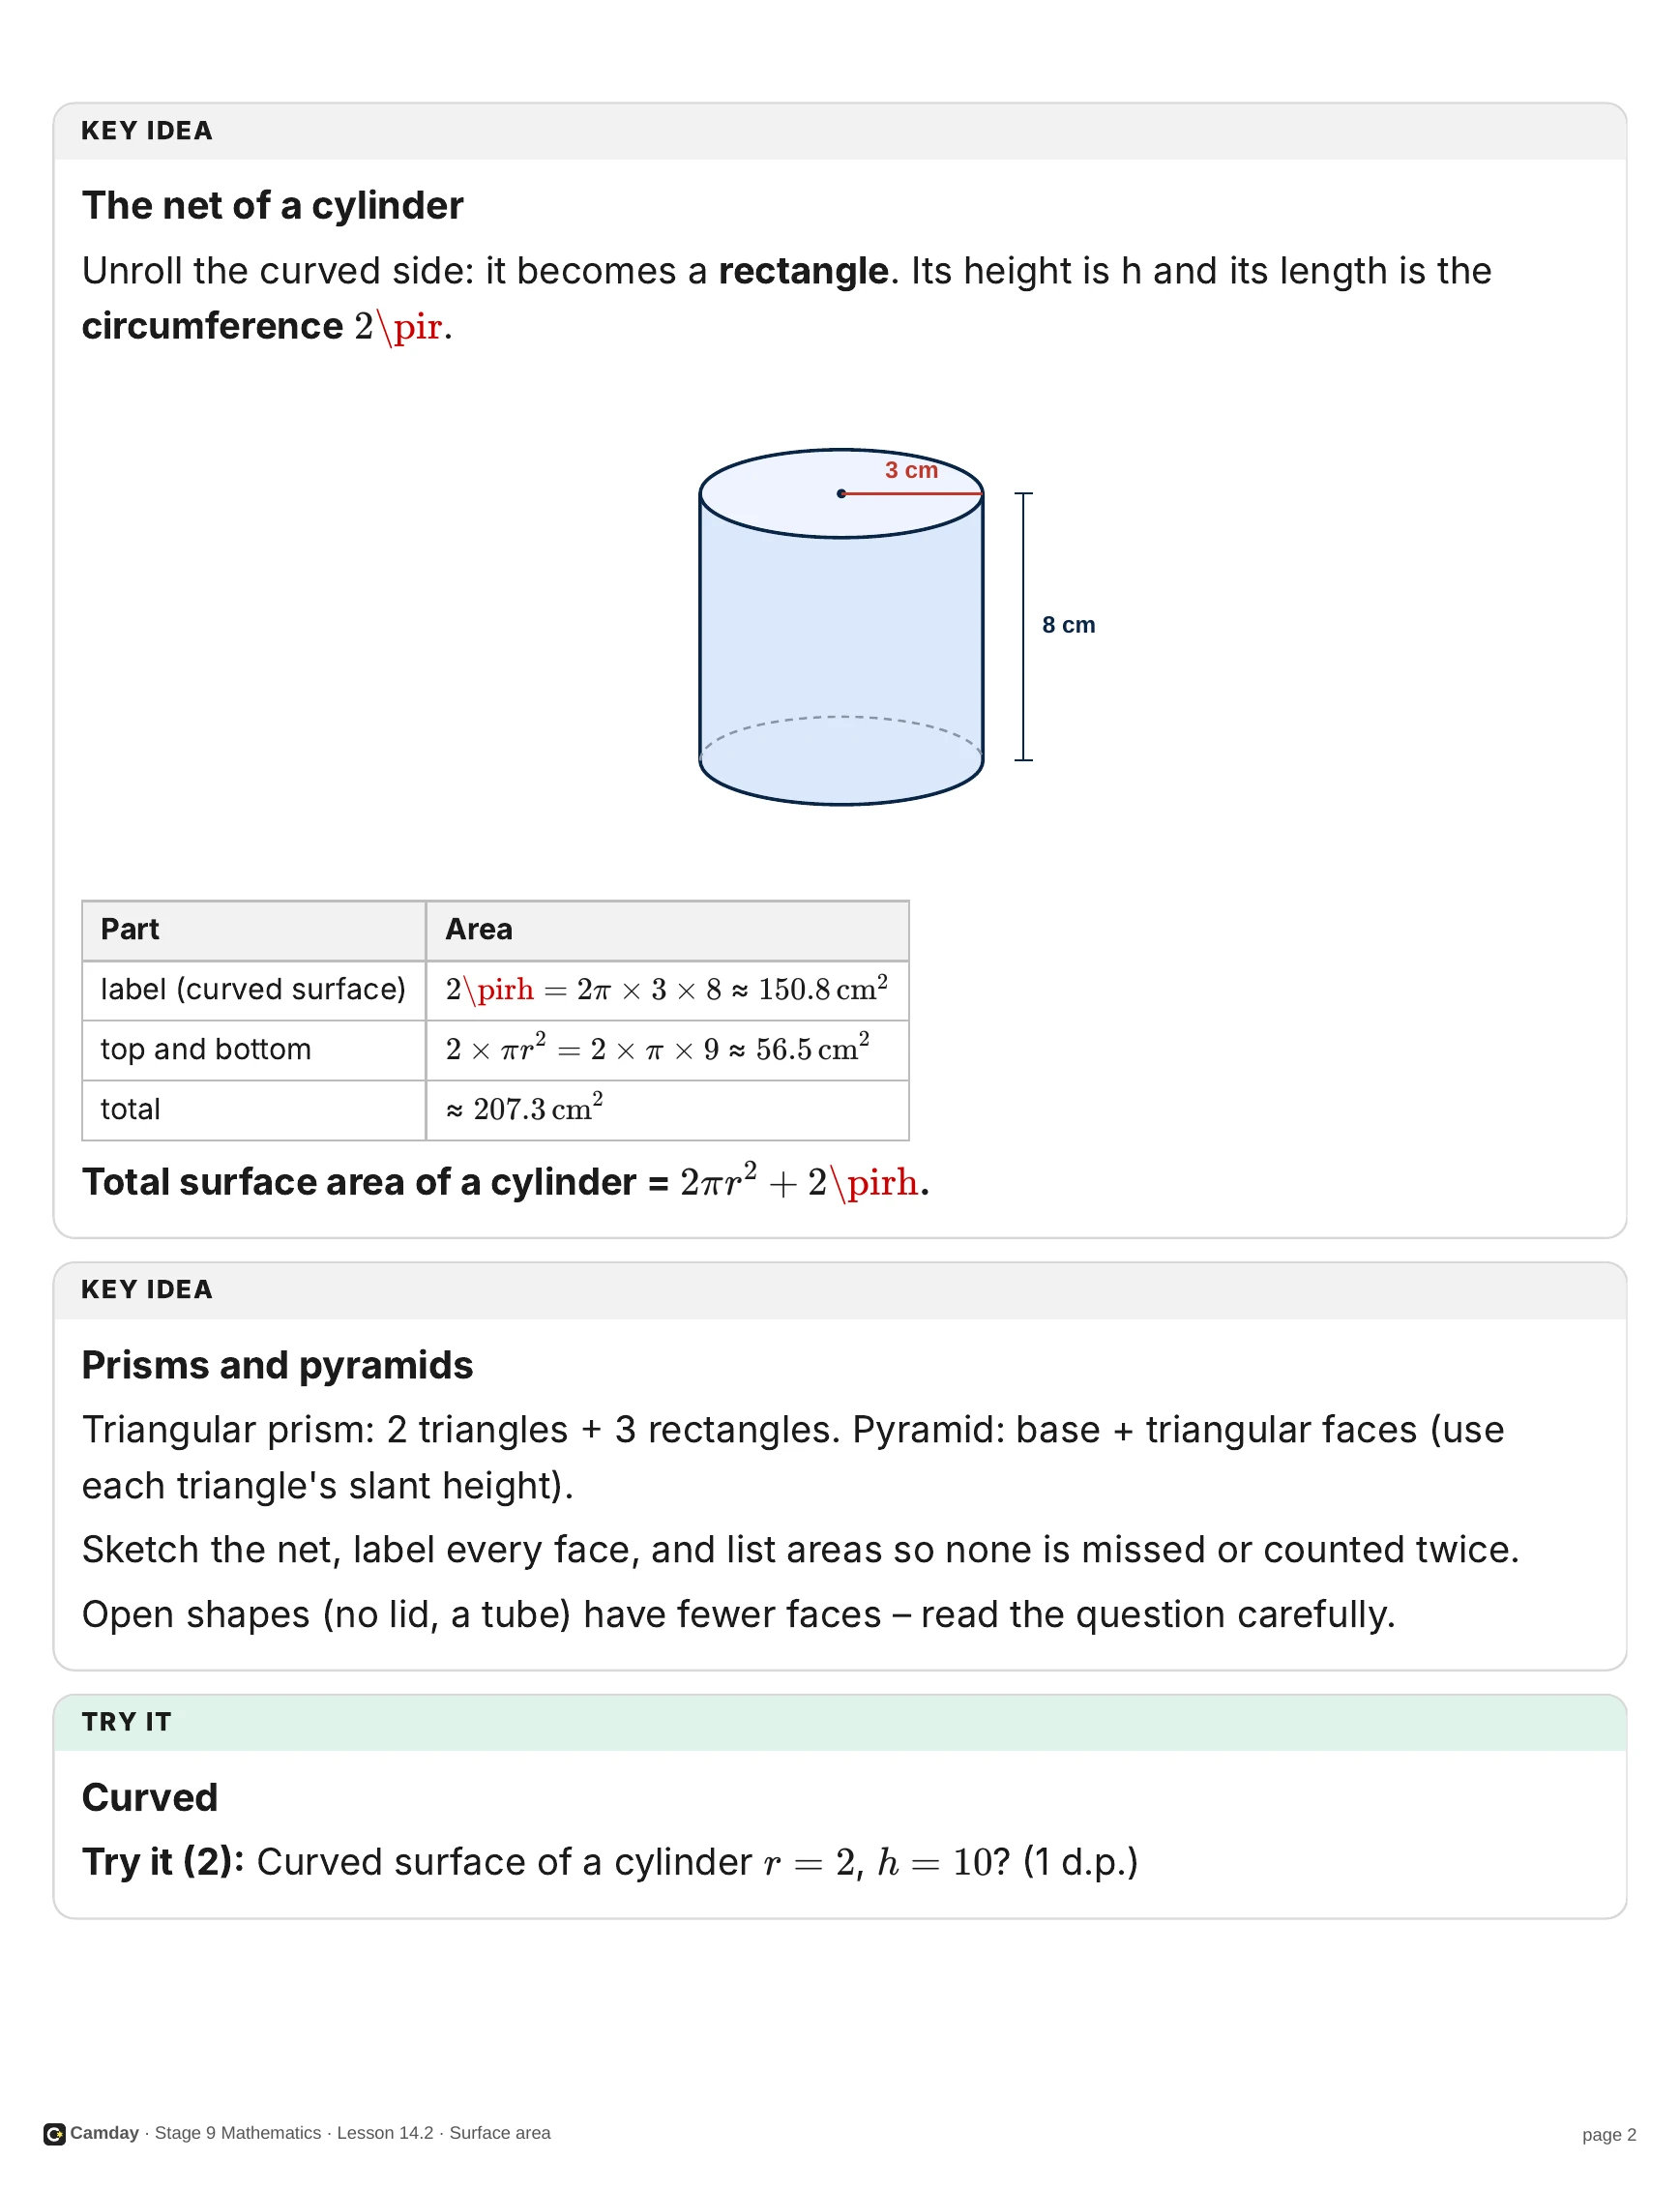 KEY IDEA
The net of a cylinder
Unroll the curved side: it becomes a rectangle. Its height is h and its length is the
circumference 2\pir.
3 cm
8 cm
Part Area
label (curved surface) 2\pirh = 2π × 3 × 8 ≈ 150.8 cm²
top and bottom 2 × πr² = 2 × π × 9 ≈ 56.5 cm²
total ≈ 207.3 cm²
Total surface area of a cylinder = 2πr² + 2\pirh.
KEY IDEA
Prisms and pyramids
Triangular prism: 2 triangles + 3 rectangles. Pyramid: base + triangular faces (use
each triangle's slant height).
Sketch the net, label every face, and list areas so none is missed or counted twice.
Open shapes (no lid, a tube) have fewer faces – read the question carefully.
TRY IT
Curved
Try it (2): Curved surface of a cylinder r = 2, h = 10? (1 d.p.)
Camday · Stage 9 Mathematics · Lesson 14.2 · Surface area
page 2